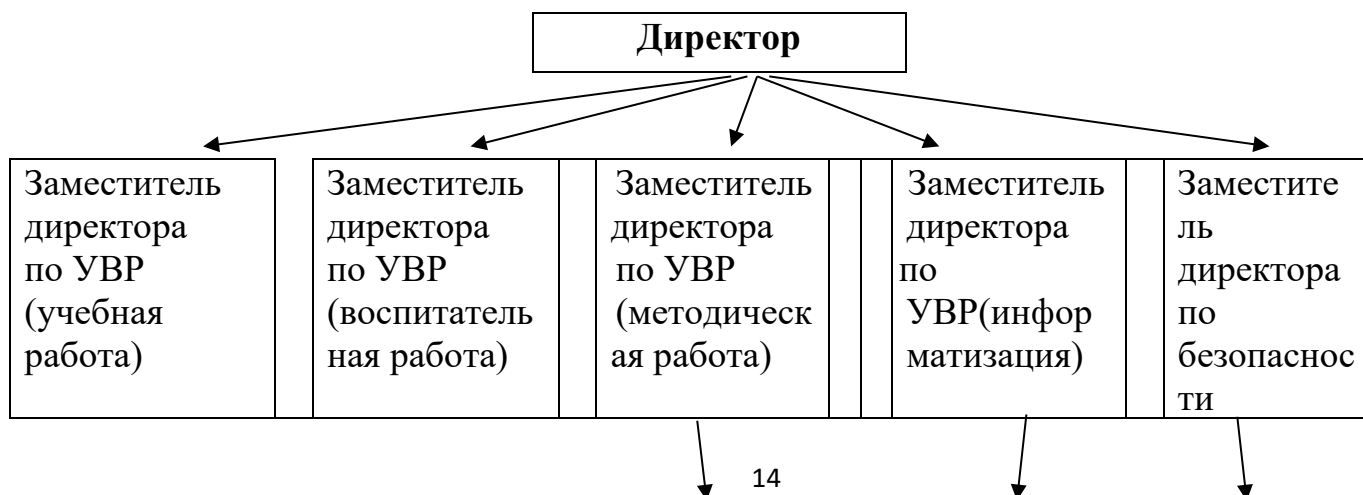 Директор
Заместитель
директора
по УВР
(учебная
работа)
Заместитель
директора
по УВР
(воспитатель
ная работа)
Заместитель
директора
по УВР
(методическ
ая работа)
Заместитель
директора
по
УВР(инфор
матизация)
Заместите
ль
директора
по
безопаснос
ти
14